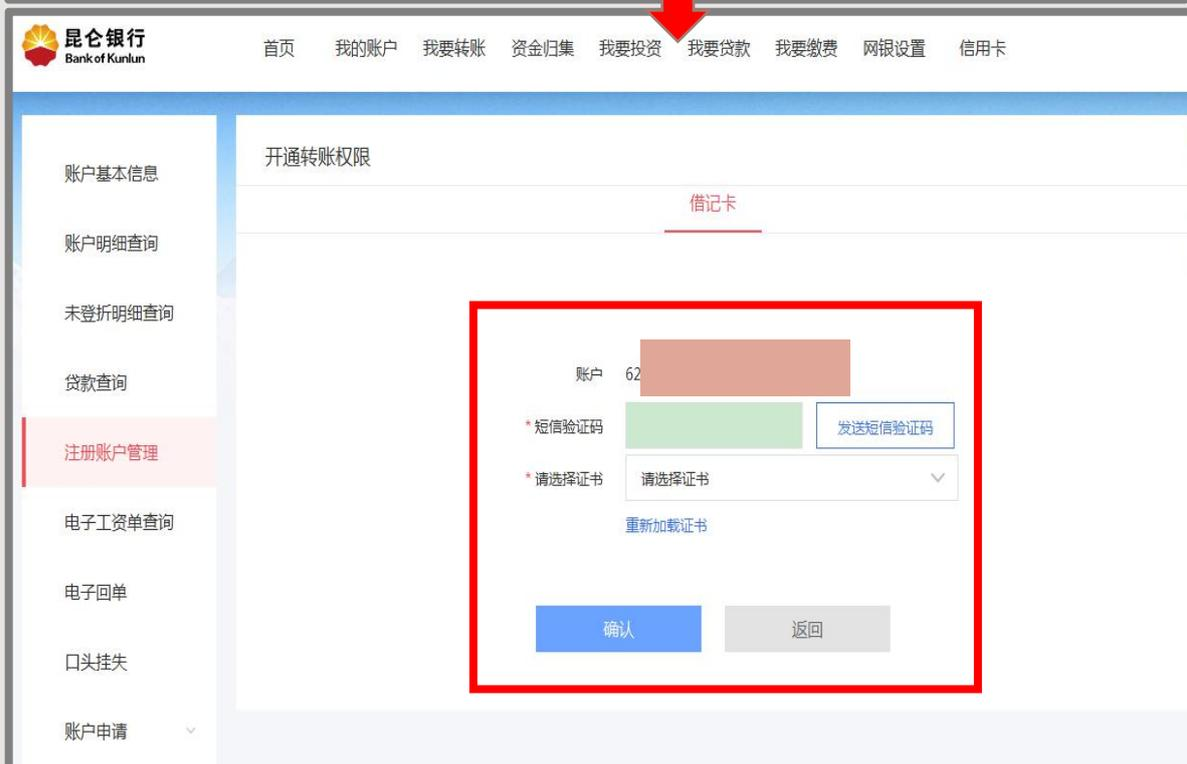 昆仑银行
Bank of Kunlun
首页 我的账户 我要转账 资金归集 我要投资 我要贷款 我要缴费 网银设置 信用卡
账户基本信息
账户明细查询
未登折明细查询
贷款查询
注册账户管理
电子工资单查询
电子回单
口头挂失
账户申请
开通转账权限
借记卡
账户 62
* 短信验证码 发送短信验证码
* 请选择证书 请选择证书
重新加载证书
确认 返回